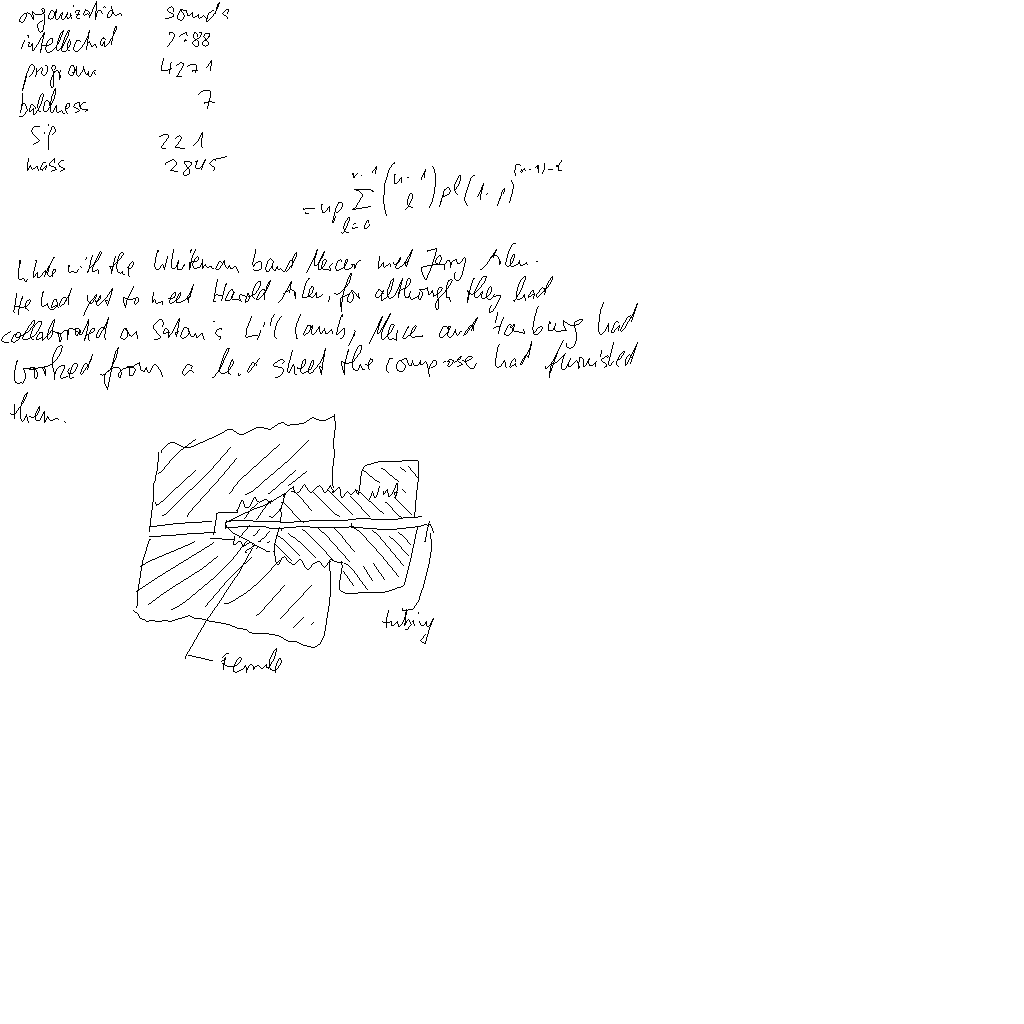 organization sounds
intellectual 2788
program 4271
baldness 7
sip 221
mass 2845
= np \sum_{l=0}^{n-1} \binom{n-1}{l} p^l (1-p)^{(n-1)-l}
While with the Whiteman band Mercer met Jerry Arlen.
He had yet to meet Harold Arlen, for although they had
collaborated on Satan's Li'l Lamb, Mercer and Harburg had
worked from a lead sheet the composer had furnished
them.
Nut
tubing
Ferrule